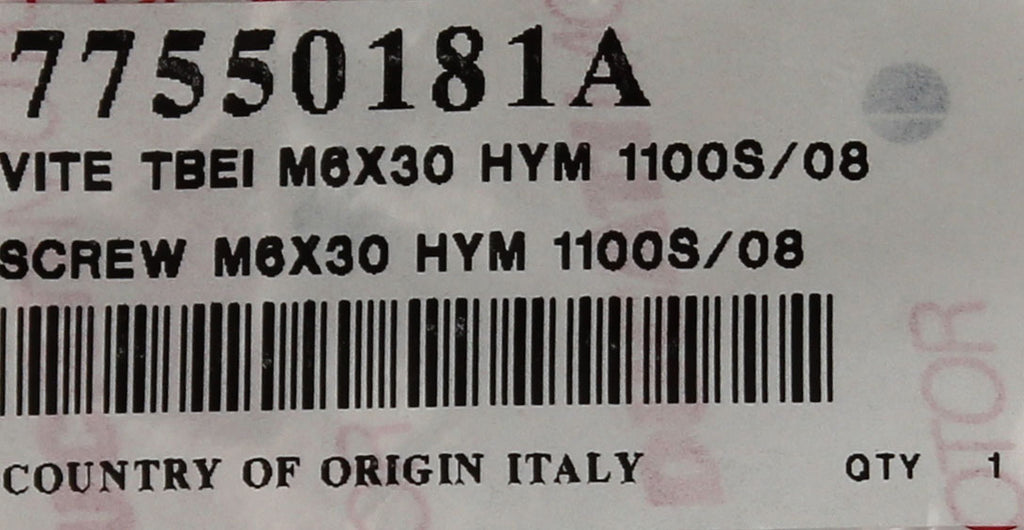 77550181A
VITE TBEI M6X30 HYM 1100S/08
SCREW M6X30 HYM 1100S/08
COUNTRY OF ORIGIN ITALY QTY 1